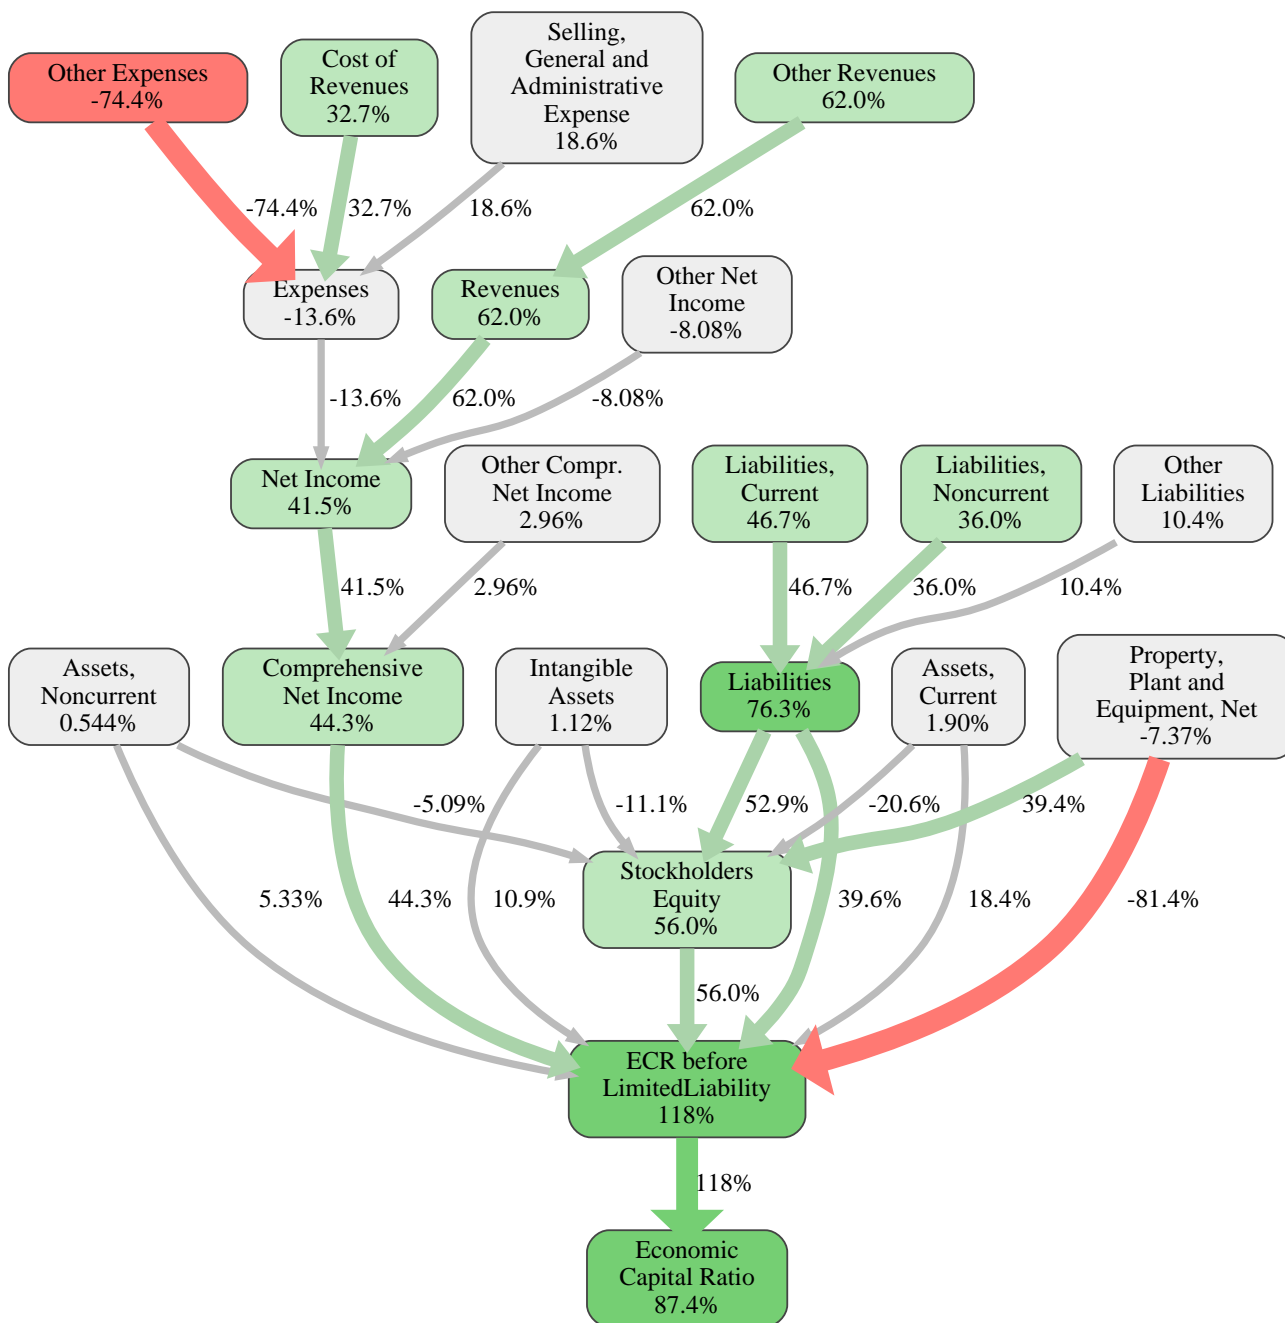 Other Expenses
-74.4%
Cost of
Revenues
32.7%
Selling,
General and
Administrative
Expense
18.6%
Other Revenues
62.0%
-74.4%
32.7%
18.6%
62.0%
Expenses
-13.6%
Revenues
62.0%
Other Net
Income
-8.08%
-13.6%
62.0%
-8.08%
Net Income
41.5%
Other Compr.
Net Income
2.96%
Liabilities,
Current
46.7%
Liabilities,
Noncurrent
36.0%
Other
Liabilities
10.4%
41.5%
2.96%
46.7%
36.0%
10.4%
Assets,
Noncurrent
0.544%
Comprehensive
Net Income
44.3%
Intangible
Assets
1.12%
Liabilities
76.3%
Assets,
Current
1.90%
Property,
Plant and
Equipment, Net
-7.37%
-5.09%
-11.1%
52.9%
-20.6%
39.4%
Stockholders
Equity
56.0%
5.33%
44.3%
10.9%
39.6%
18.4%
-81.4%
56.0%
ECR before
LimitedLiability
118%
118%
Economic
Capital Ratio
87.4%